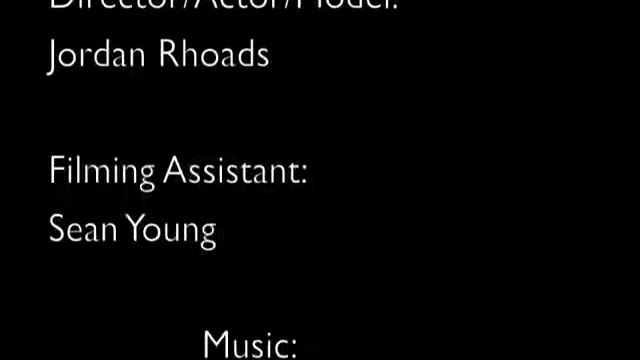 Director/Actor/Model:
Jordan Rhoads
Filming Assistant:
Sean Young
Music: